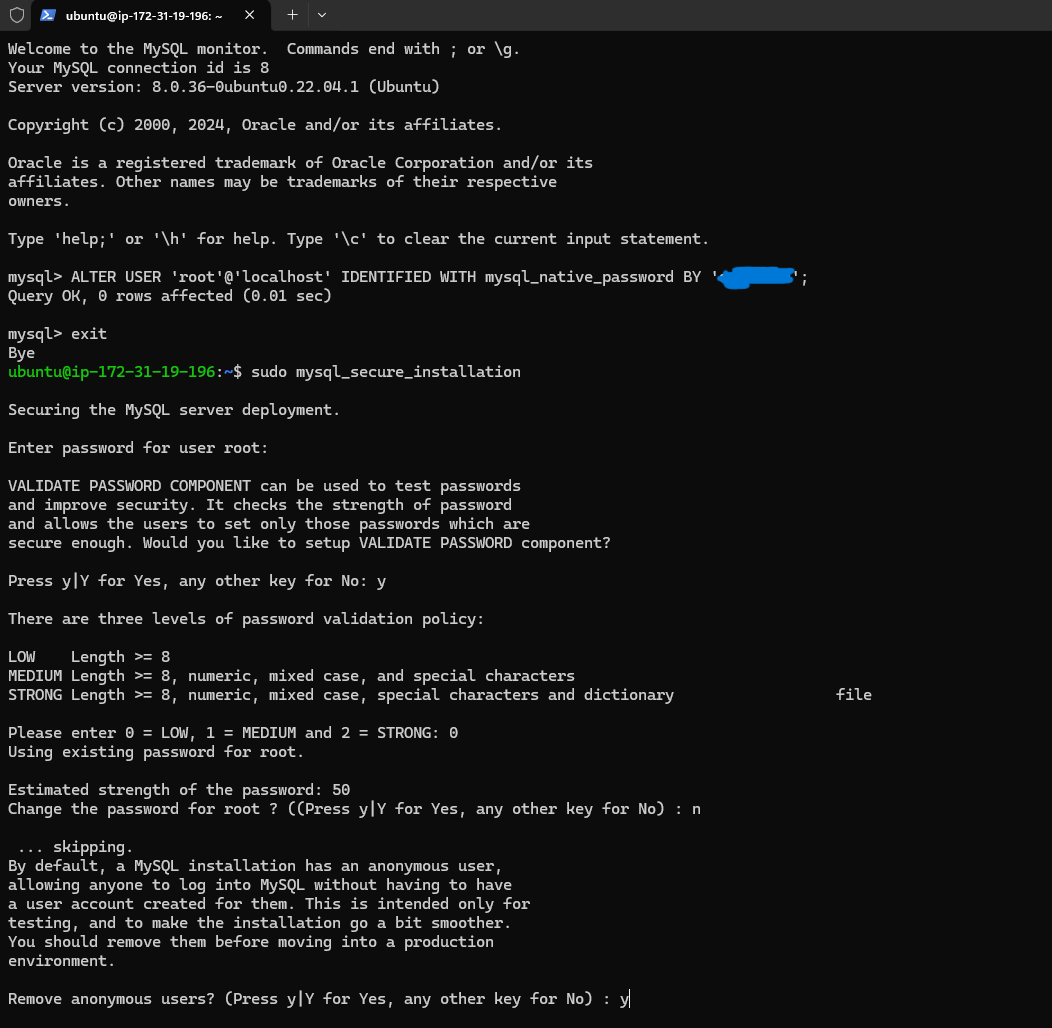 ubuntu@ip-172-31-19-196: ~
Welcome to the MySQL monitor.  Commands end with ; or \g.
Your MySQL connection id is 8
Server version: 8.0.36-0ubuntu0.22.04.1 (Ubuntu)
Copyright (c) 2000, 2024, Oracle and/or its affiliates.
Oracle is a registered trademark of Oracle Corporation and/or its
affiliates. Other names may be trademarks of their respective
owners.
Type 'help;' or '\h' for help. Type '\c' to clear the current input statement.
mysql> ALTER USER 'root'@'localhost' IDENTIFIED WITH mysql_native_password BY '';
Query OK, 0 rows affected (0.01 sec)
mysql> exit
Bye
ubuntu@ip-172-31-19-196:~$ sudo mysql_secure_installation
Securing the MySQL server deployment.
Enter password for user root:
VALIDATE PASSWORD COMPONENT can be used to test passwords
and improve security. It checks the strength of password
and allows the users to set only those passwords which are
secure enough. Would you like to setup VALIDATE PASSWORD component?
Press y|Y for Yes, any other key for No: y
There are three levels of password validation policy:
LOW    Length >= 8
MEDIUM Length >= 8, numeric, mixed case, and special characters
STRONG Length >= 8, numeric, mixed case, special characters and dictionary                  file
Please enter 0 = LOW, 1 = MEDIUM and 2 = STRONG: 0
Using existing password for root.
Estimated strength of the password: 50
Change the password for root ? ((Press y|Y for Yes, any other key for No) : n
 ... skipping.
By default, a MySQL installation has an anonymous user,
allowing anyone to log into MySQL without having to have
a user account created for them. This is intended only for
testing, and to make the installation go a bit smoother.
You should remove them before moving into a production
environment.
Remove anonymous users? (Press y|Y for Yes, any other key for No) : y